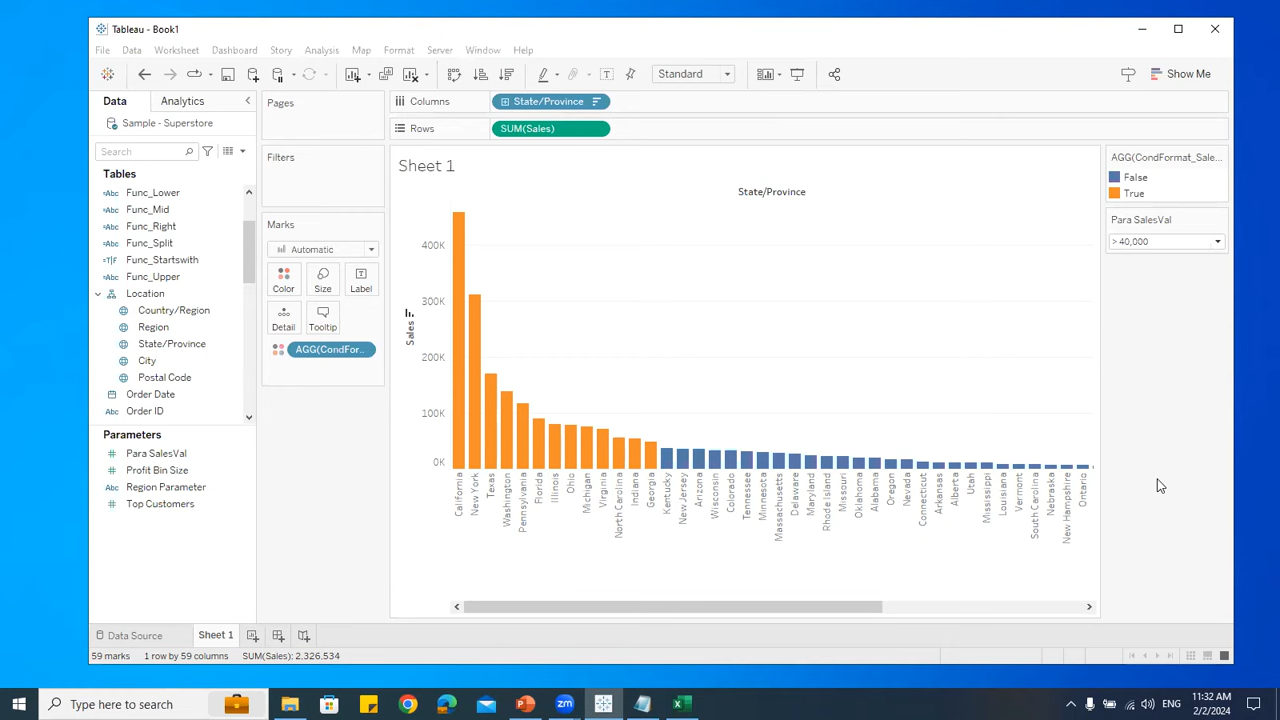 Tableau - Book1
File Data Worksheet Dashboard Story Analysis Map Format Server Window Help
Standard
Show Me
Data
Analytics
Sample - Superstore
Search
Tables
Abc Func_Lower
Abc Func_Mid
Abc Func_Right
Abc Func_Split
T|F Func_Startswith
Abc Func_Upper
Location
Country/Region
Region
State/Province
City
Postal Code
Order Date
Abc Order ID
Parameters
Para SalesVal
Profit Bin Size
Abc Region Parameter
Top Customers
Pages
Filters
Marks
Automatic
Color
Size
Label
Detail
Tooltip
AGG(CondFor..
Columns
State/Province
Rows
SUM(Sales)
Sheet 1
State/Province
400K
300K
200K
100K
0K
Sales
California
New York
Texas
Washington
Pennsylvania
Florida
Illinois
Ohio
Michigan
Virginia
North Carolina
Indiana
Georgia
Kentucky
New Jersey
Arizona
Wisconsin
Colorado
Tennessee
Minnesota
Massachusetts
Delaware
Maryland
Rhode Island
Missouri
Oklahoma
Alabama
Oregon
Nevada
Connecticut
Arkansas
Alberta
Utah
Mississippi
Louisiana
Vermont
South Carolina
Nebraska
New Hampshire
Ontario
AGG(CondFormat_Sale...
False
True
Para SalesVal
> 40,000
Data Source
Sheet 1
59 marks 1 row by 59 columns SUM(Sales): 2,326,534
Type here to search
ENG
11:32 AM
2/2/2024